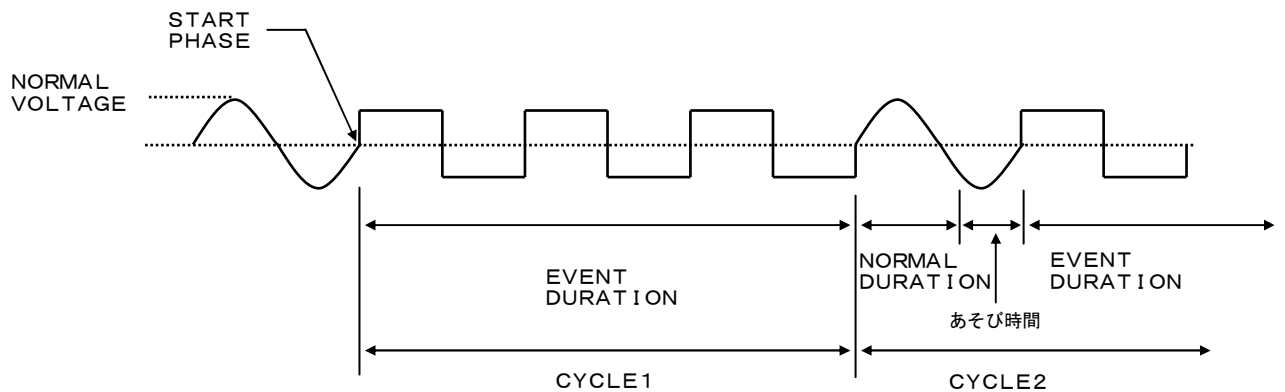 START
PHASE
NORMAL
VOLTAGE
EVENT
DURATION
NORMAL
DURATION
EVENT
DURATION
あそび時間
CYCLE1
CYCLE2